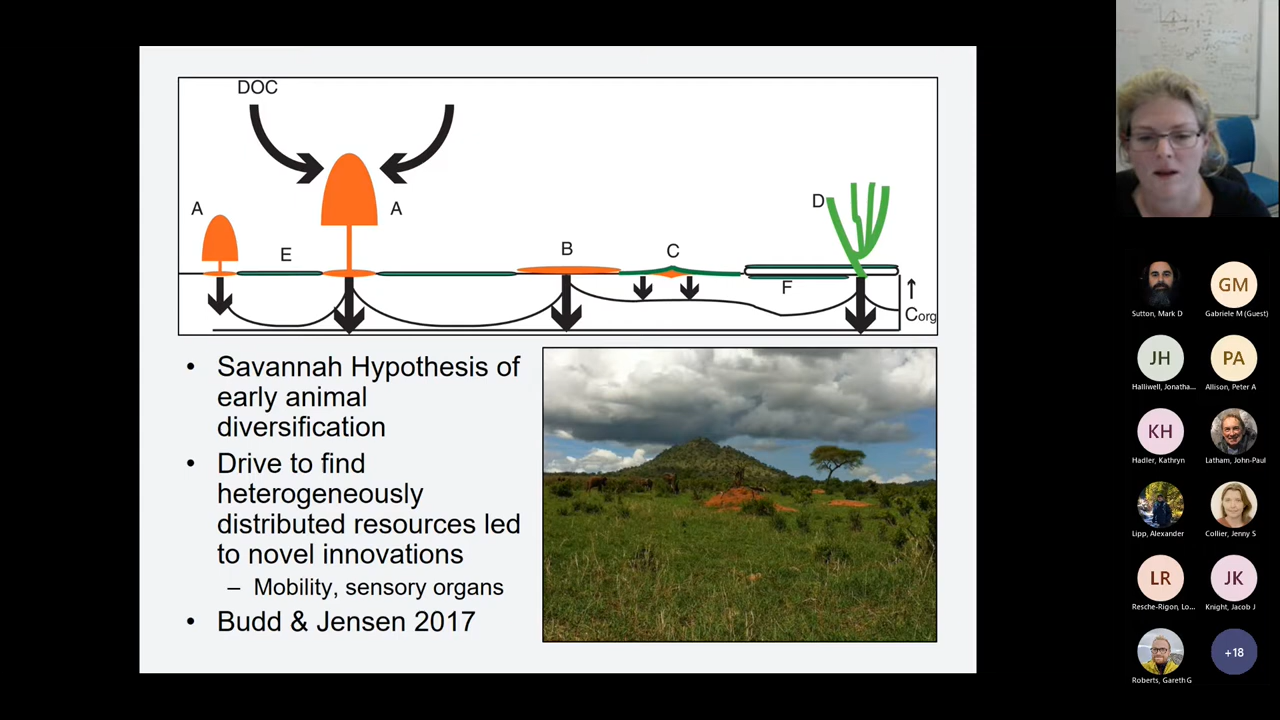 DOC
A
A
E
B
C
D
F
Corg
• Savannah Hypothesis of
early animal
diversification
• Drive to find
heterogeneously
distributed resources led
to novel innovations
– Mobility, sensory organs
• Budd & Jensen 2017
Sutton, Mark D
GM
Gabriele M (Guest)
JH
Halliwell, Jonatha...
PA
Allison, Peter A
KH
Hadler, Kathryn
Latham, John-Paul
Lipp, Alexander
Collier, Jenny S
LR
Resche-Rigon, Lo...
JK
Knight, Jacob J
Roberts, Gareth G
+18